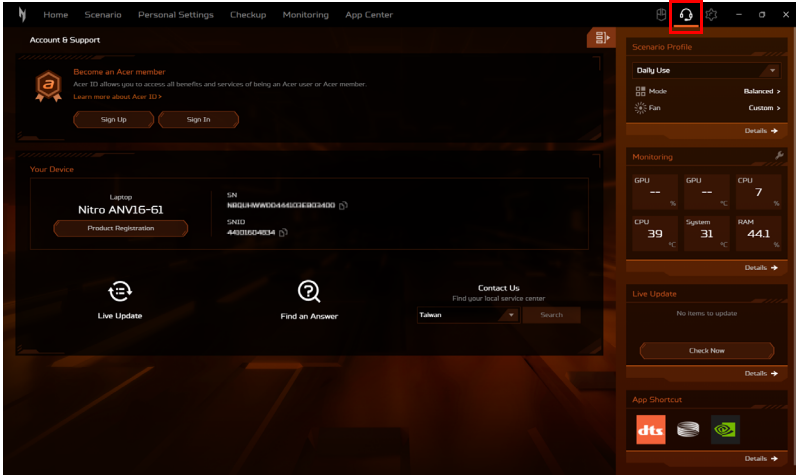 Home Scenario Personal Settings Checkup Monitoring App Center
Account & Support
Become an Acer member
Acer ID allows you to access all benefits and services of being an Acer user or Acer member.
Learn more about Acer ID >
Sign Up Sign In
Your Device
Laptop
Nitro ANV16-61
Product Registration
SN
SNID
44101604834
Live Update
Find an Answer
Contact Us
Find your local service center
Taiwan Search
Scenario Profile
Daily Use
Mode Balanced >
Fan Custom >
Details →
Monitoring
GPU GPU CPU
-- -- 7
% °C %
CPU System RAM
39 31 44.1
°C °C %
Details →
Live Update
No items to update
Check Now
Details →
App Shortcut
dts
Details →